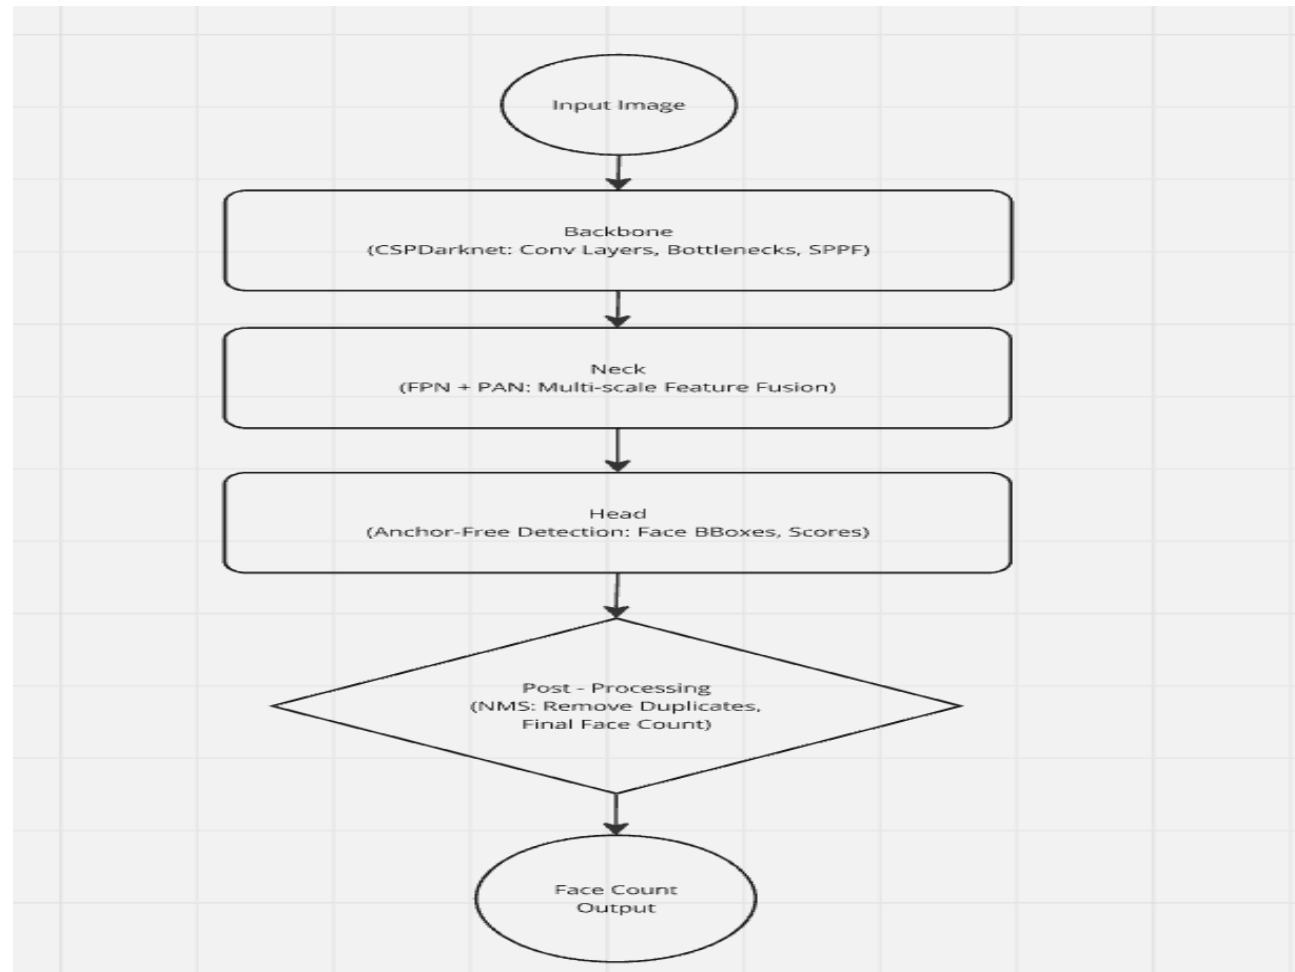 Input Image
Backbone
(CSPDarknet: Conv Layers, Bottlenecks, SPPF)
Neck
(FPN + PAN: Multi-scale Feature Fusion)
Head
(Anchor-Free Detection: Face BBoxes, Scores)
Post - Processing
(NMS: Remove Duplicates,
Final Face Count)
Face Count
Output